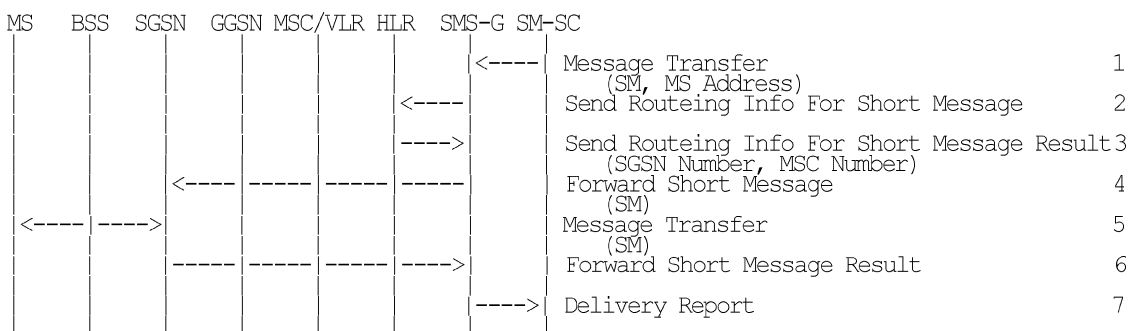 MS BSS SGSN GGSN MSC/VLR HLR SMS-G SM-SC
Message Transfer 1
(SM, MS Address)
Send Routeing Info For Short Message 2
Send Routeing Info For Short Message Result 3
(SGSN Number, MSC Number)
Forward Short Message 4
(SM)
Message Transfer 5
(SM)
Forward Short Message Result 6
Delivery Report 7